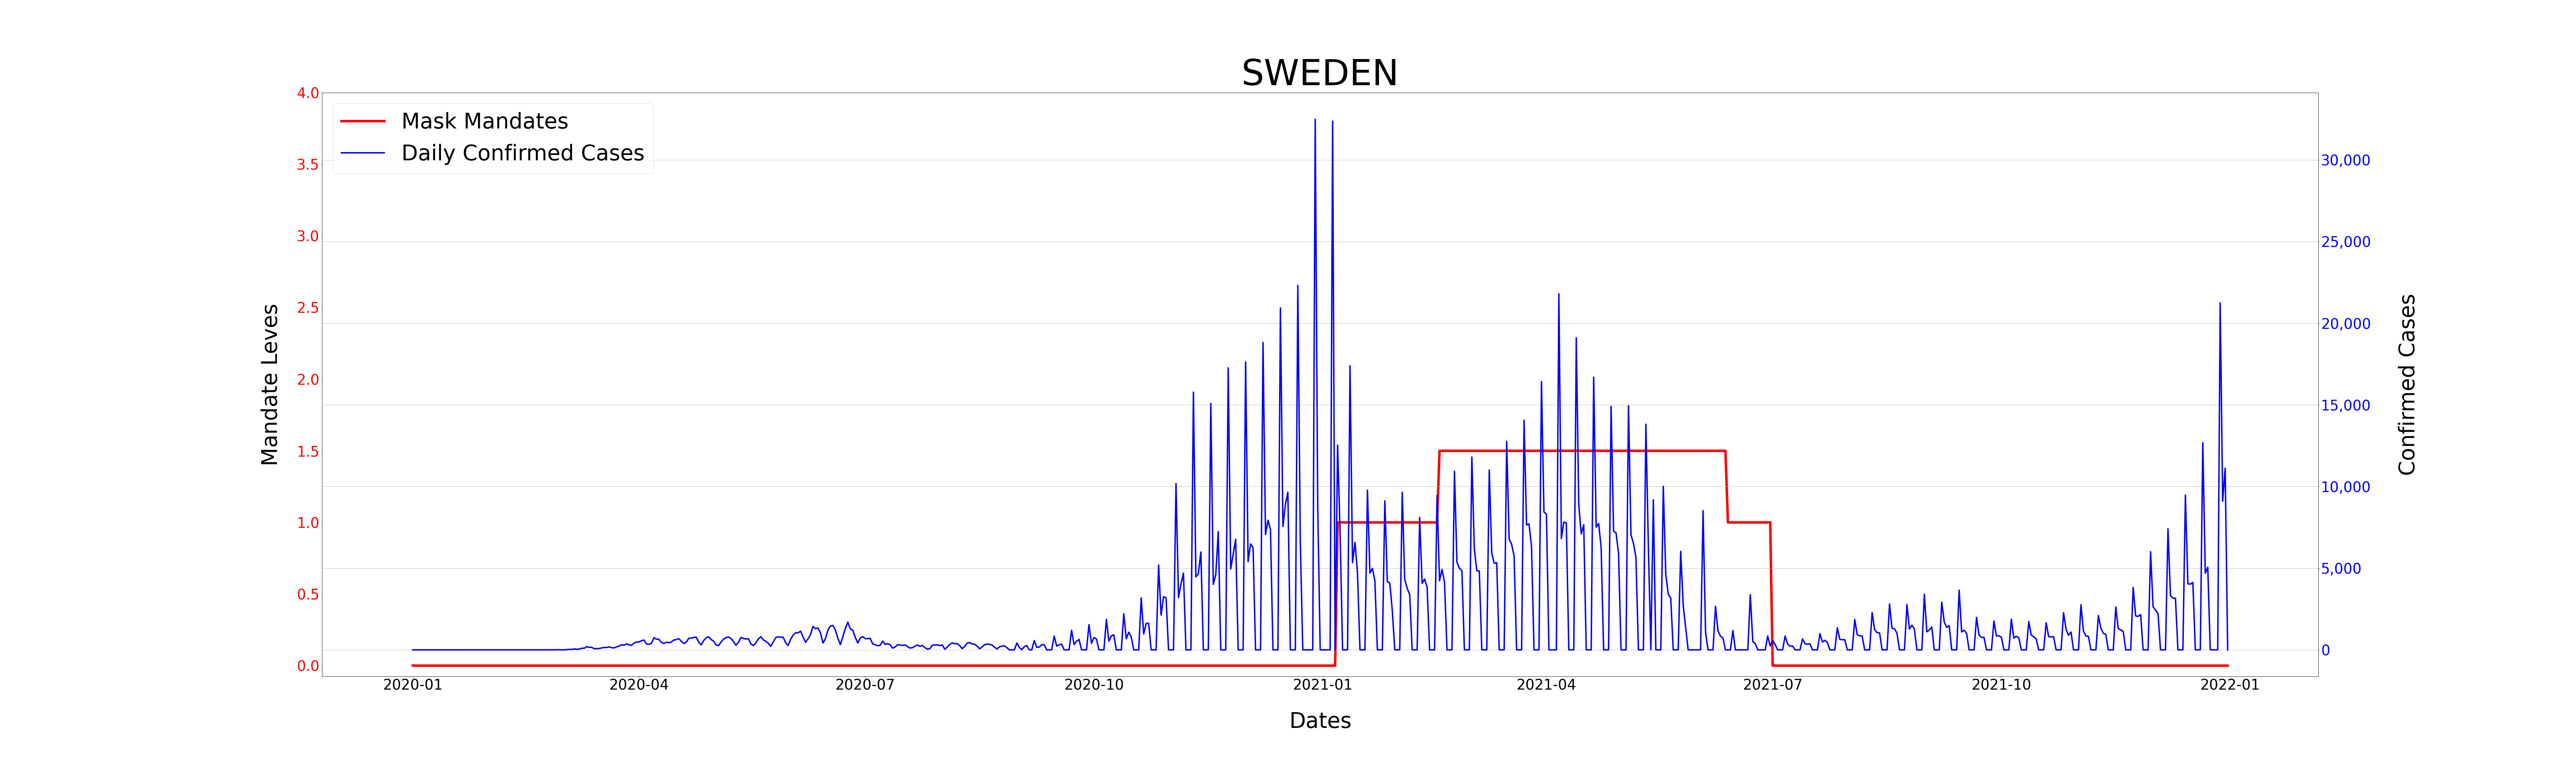 SWEDEN
Mask Mandates
Daily Confirmed Cases
4.0
3.5
3.0
2.5
2.0
1.5
1.0
0.5
0.0
Mandate Leves
30,000
25,000
20,000
15,000
10,000
5,000
0
Confirmed Cases
2020-01 2020-04 2020-07 2020-10 2021-01 2021-04 2021-07 2021-10 2022-01
Dates